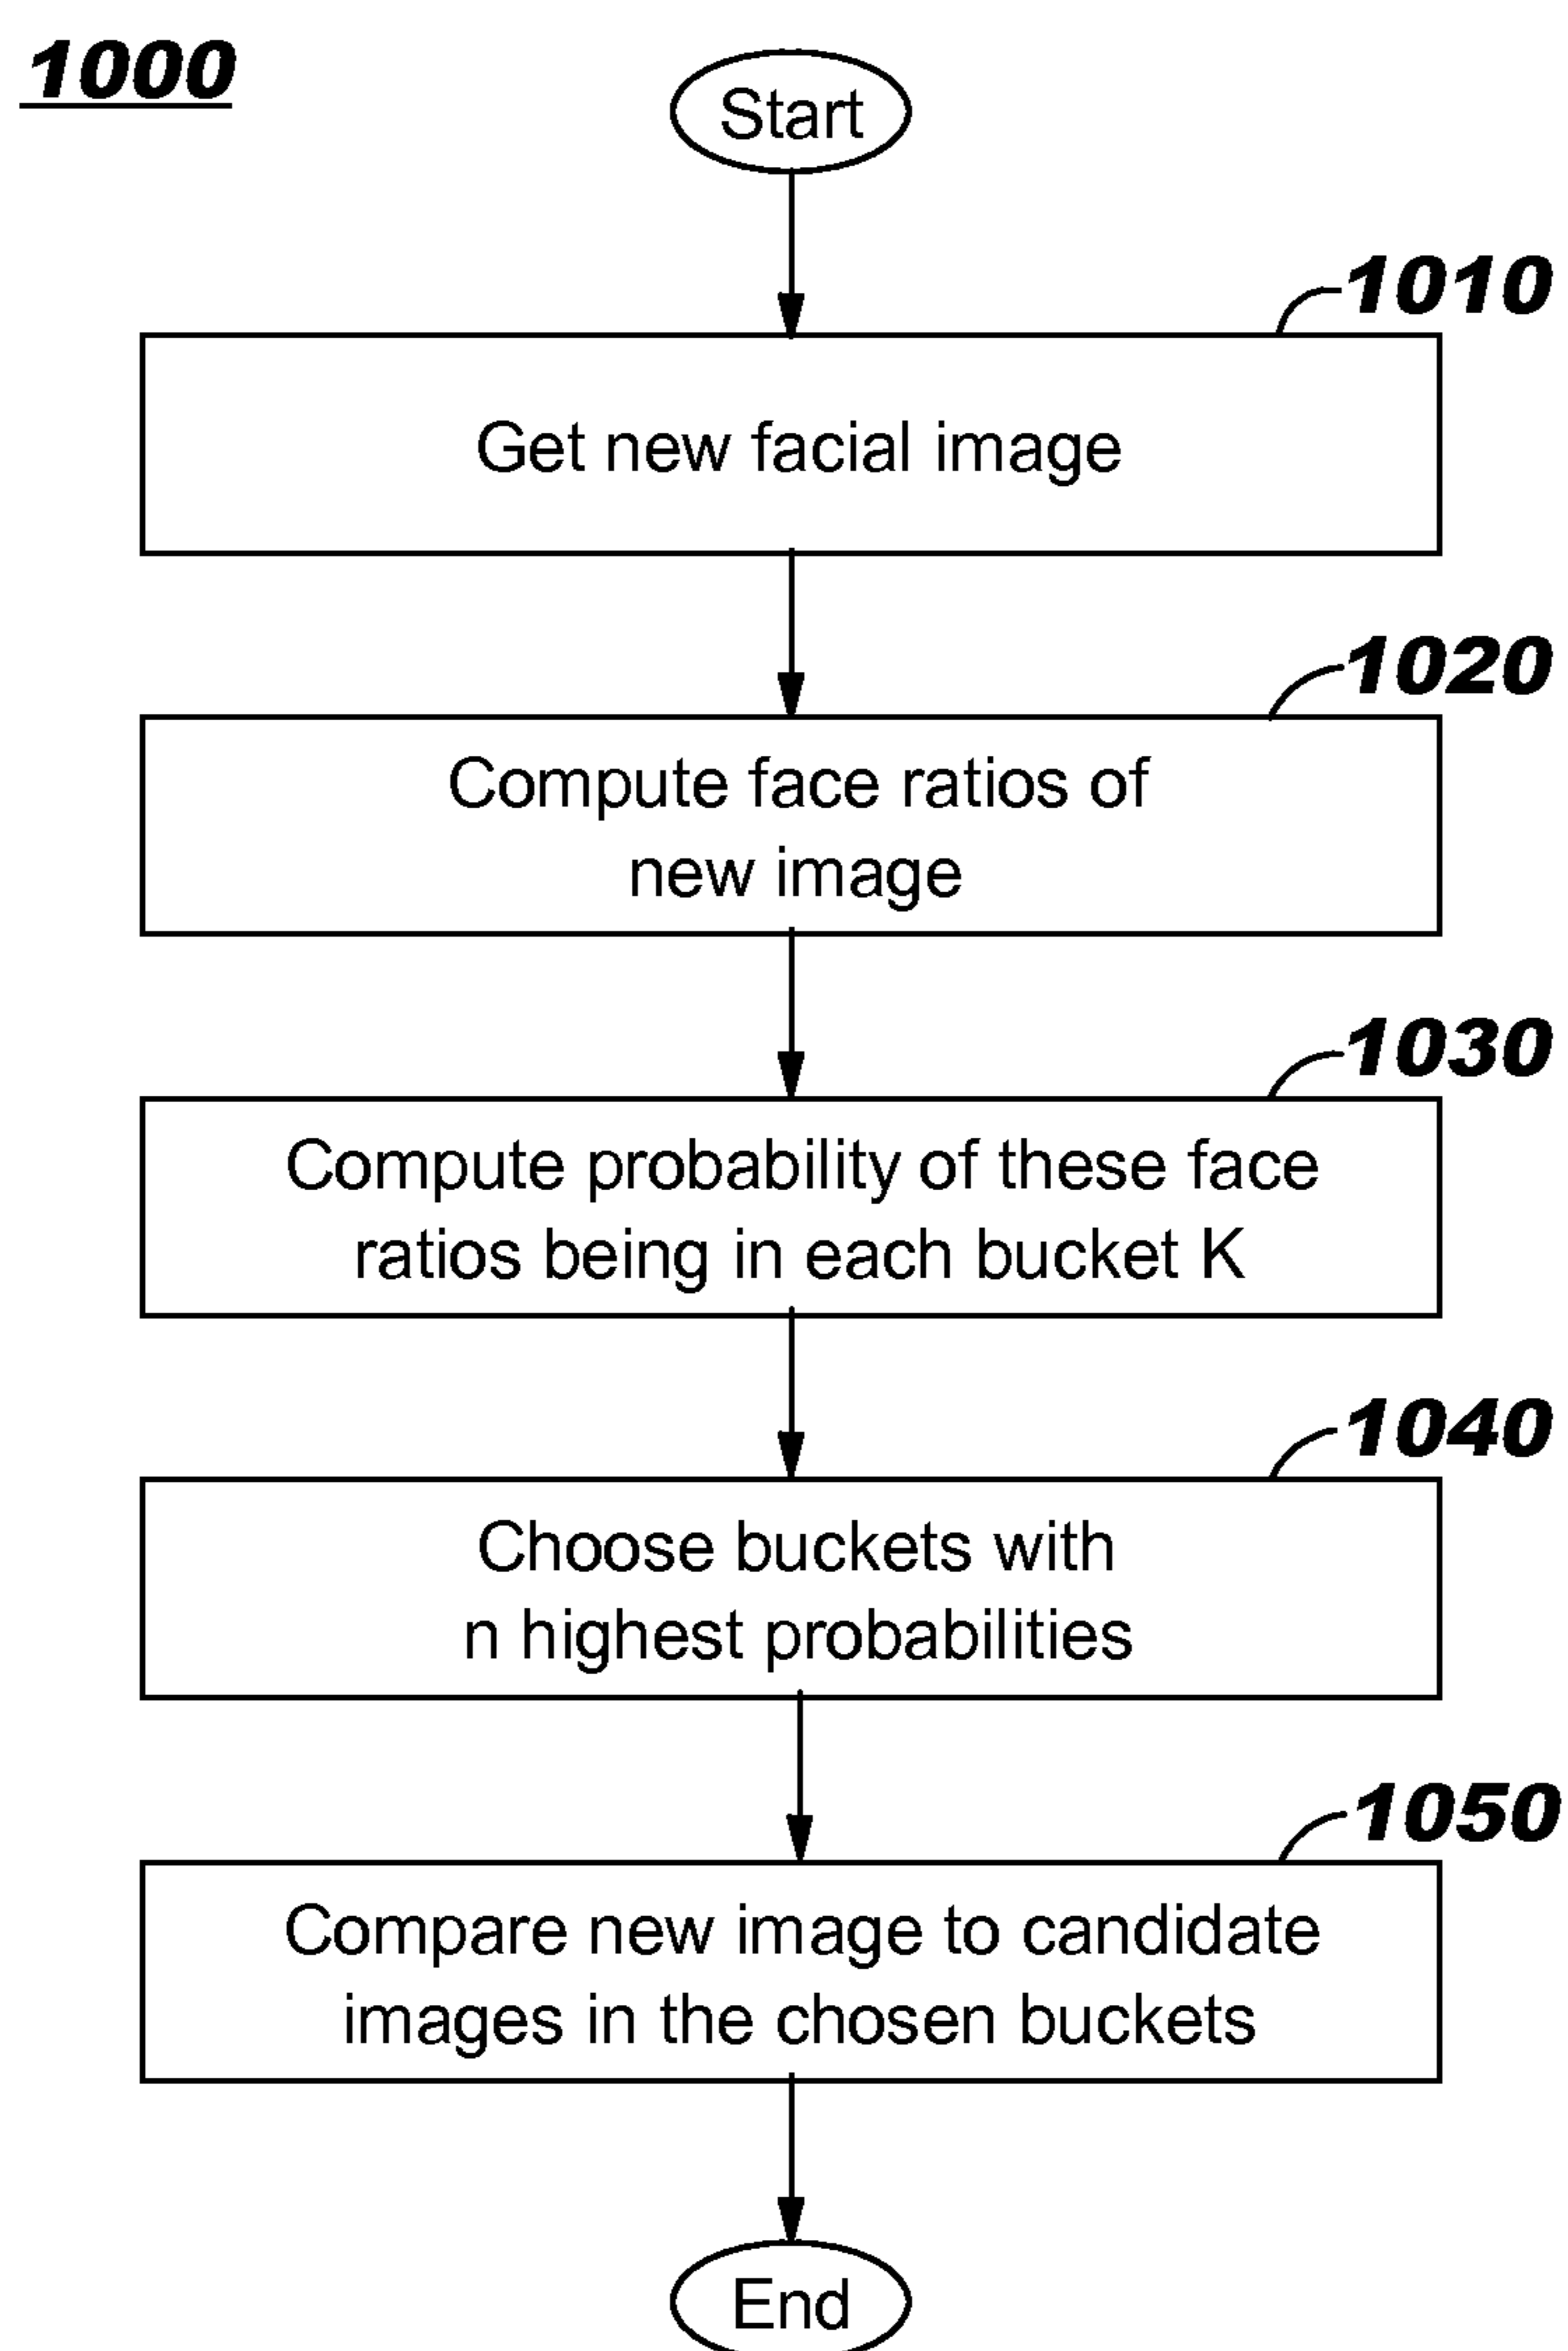 1000
Start
1010
Get new facial image
1020
Compute face ratios of
new image
1030
Compute probability of these face
ratios being in each bucket K
1040
Choose buckets with
n highest probabilities
1050
Compare new image to candidate
images in the chosen buckets
End